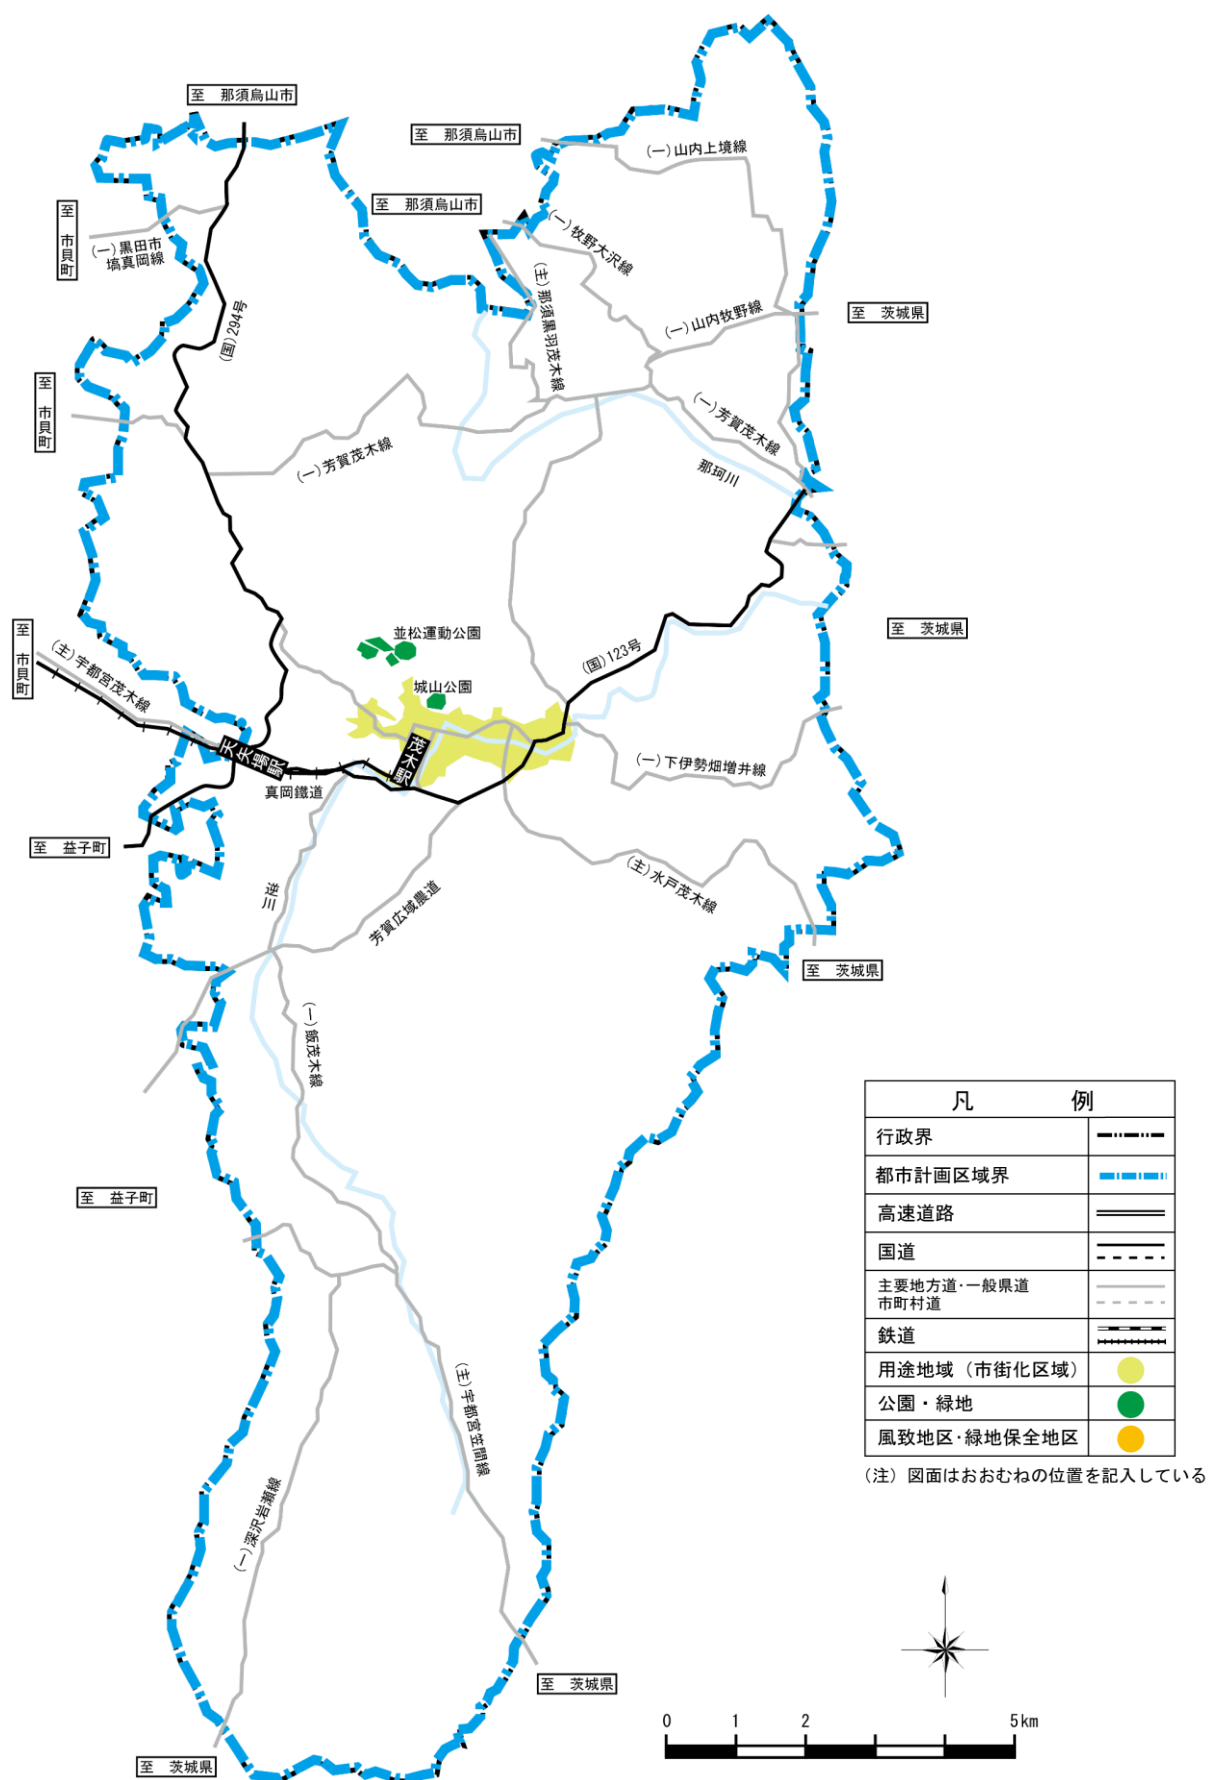 至 那須烏山市
至 那須烏山市
(一)山内上境線
至 那須烏山市
至 市貝町
(一)黒田市
塙真岡線
(一)牧野大沢線
(主)那須黒羽茂木線
(国)294号
(一)山内牧野線
至 茨城県
至 市貝町
(一)芳賀茂木線
(一)芳賀茂木線
那珂川
並松運動公園
至 茨城県
至 市貝町
(主)宇都宮茂木線
(国)123号
城山公園
天矢場駅
茂木駅
(一)下伊勢畑増井線
真岡鐵道
至 益子町
逆川
芳賀広域農道
(主)水戸茂木線
至 茨城県
(一)飯茂木線
至 益子町
凡 例
行政界
都市計画区域界
高速道路
国道
主要地方道・一般県道
市町村道
鉄道
用途地域(市街化区域)
公園・緑地
風致地区・緑地保全地区
(注) 図面はおおむねの位置を記入している
(主)宇都宮笠間線
(一)深沢岩瀬線
至 茨城県
0 1 2 5km
至 茨城県